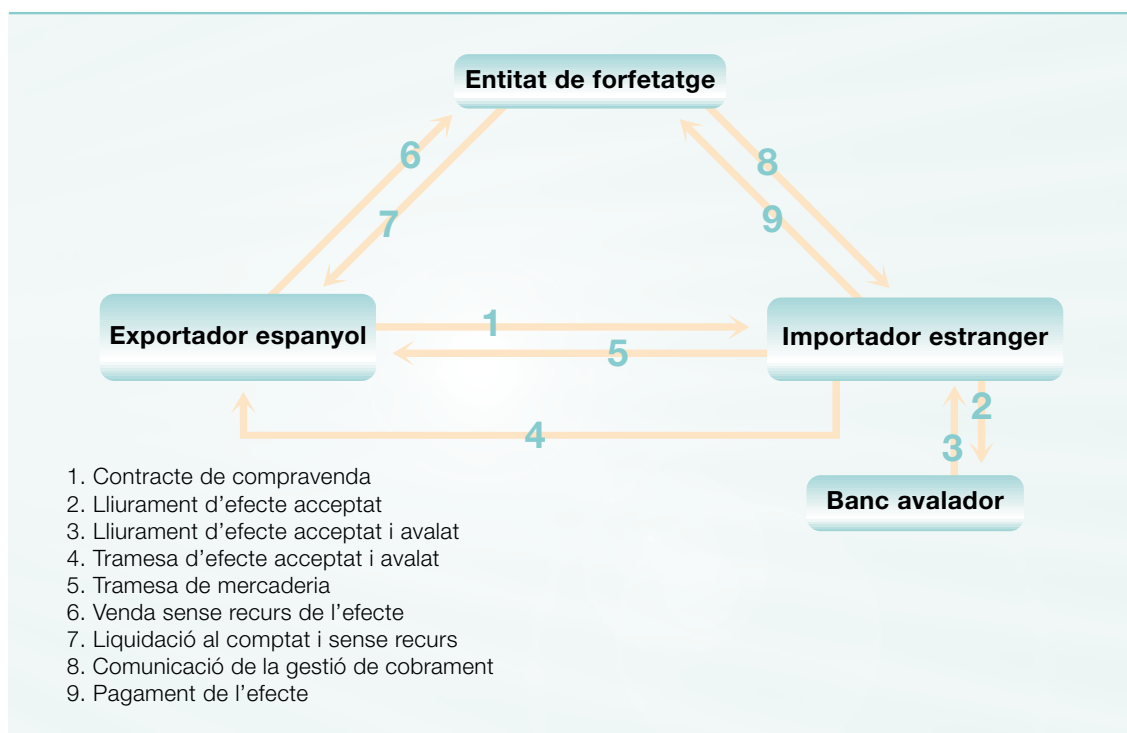 Entitat de forfetatge
6
8
7
9
Exportador espanyol
1
Importador estranger
5
2
4
3
Banc avalador
1. Contracte de compravenda
2. Lliurament d’efecte acceptat
3. Lliurament d’efecte acceptat i avalat
4. Tramesa d’efecte acceptat i avalat
5. Tramesa de mercaderia
6. Venda sense recurs de l’efecte
7. Liquidació al comptat i sense recurs
8. Comunicació de la gestió de cobrament
9. Pagament de l’efecte